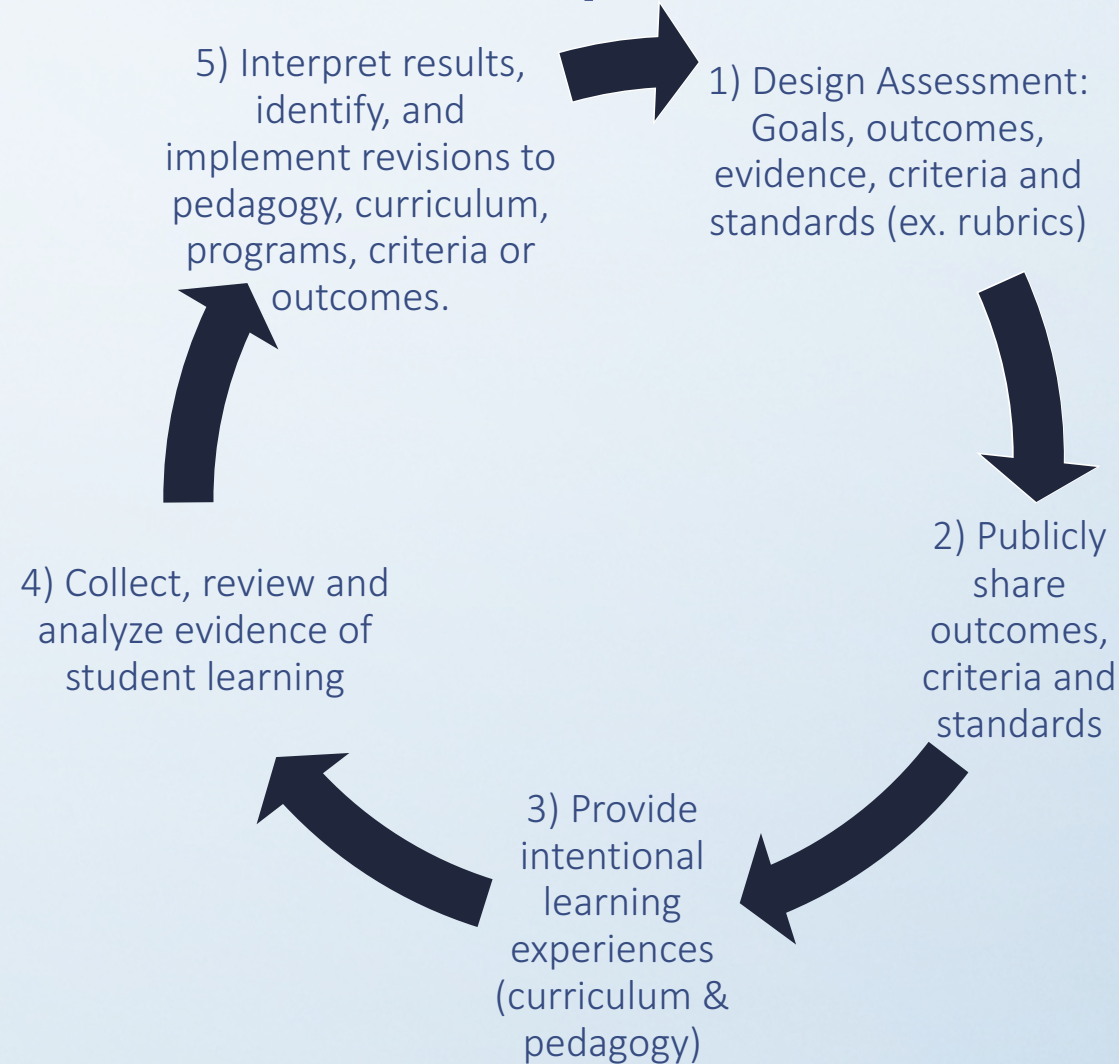 1) Design Assessment:
Goals, outcomes,
evidence, criteria and
standards (ex. rubrics)
2) Publicly
share
outcomes,
criteria and
standards
3) Provide
intentional
learning
experiences
(curriculum &
pedagogy)
4) Collect, review and
analyze evidence of
student learning
5) Interpret results,
identify, and
implement revisions to
pedagogy, curriculum,
programs, criteria or
outcomes.